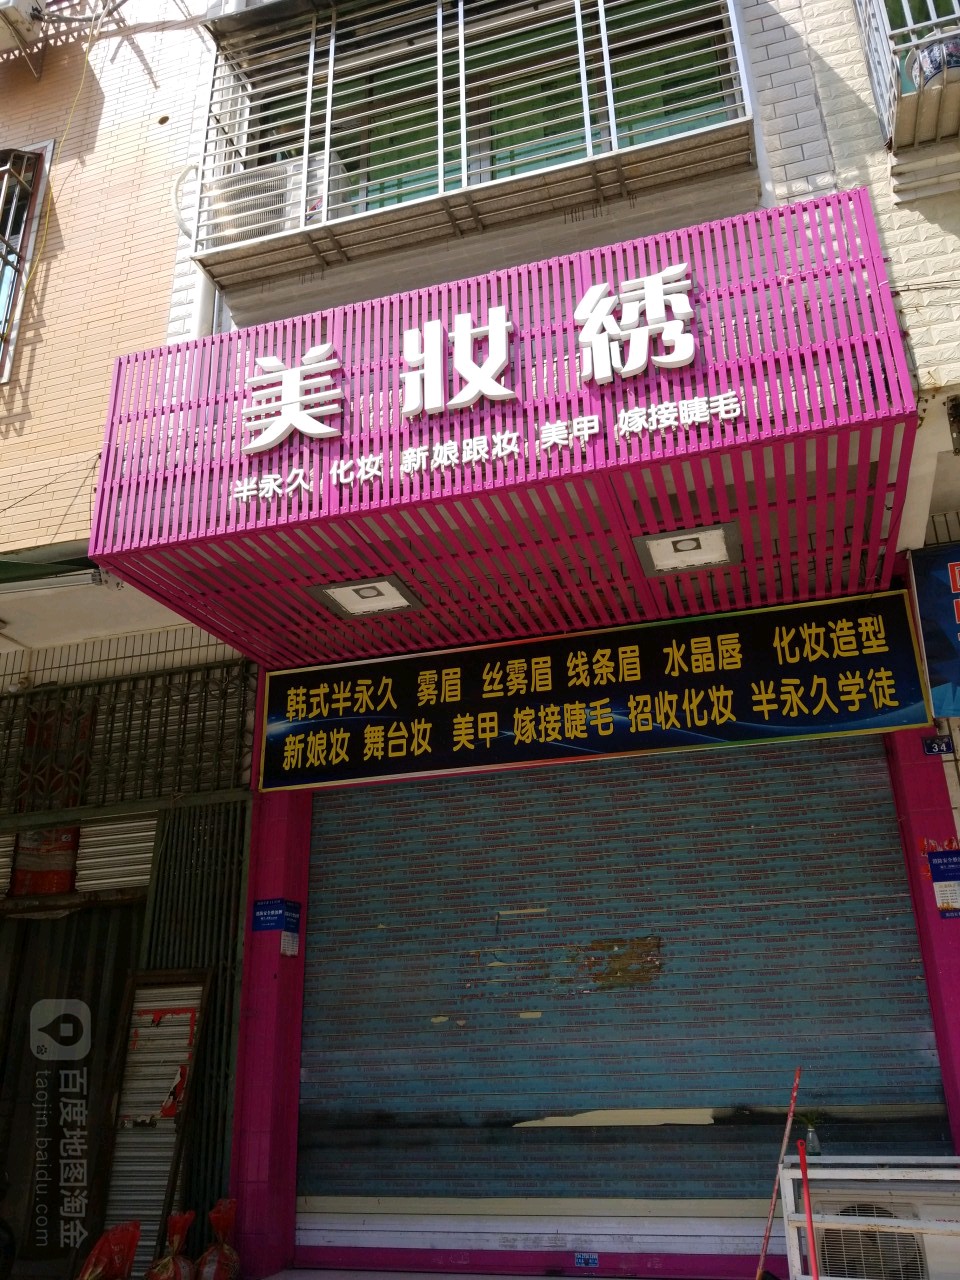 美妆綉
半永久 化妆 新娘跟妆 美甲 嫁接睫毛
韩式半永久 雾眉 丝雾眉 线条眉 水晶唇 化妆造型
新娘妆 舞台妆 美甲 嫁接睫毛 招收化妆 半永久学徒
34
百度地图淘金
taojin.baidu.com